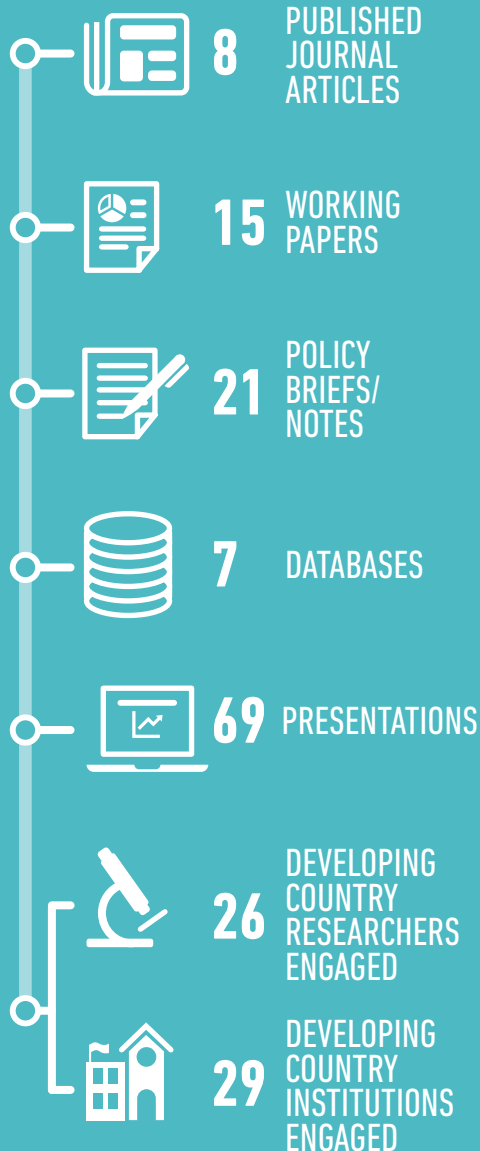 8 PUBLISHED
JOURNAL
ARTICLES
15 WORKING
PAPERS
21 POLICY
BRIEFS/
NOTES
7 DATABASES
69 PRESENTATIONS
26 DEVELOPING
COUNTRY
RESEARCHERS
ENGAGED
29 DEVELOPING
COUNTRY
INSTITUTIONS
ENGAGED